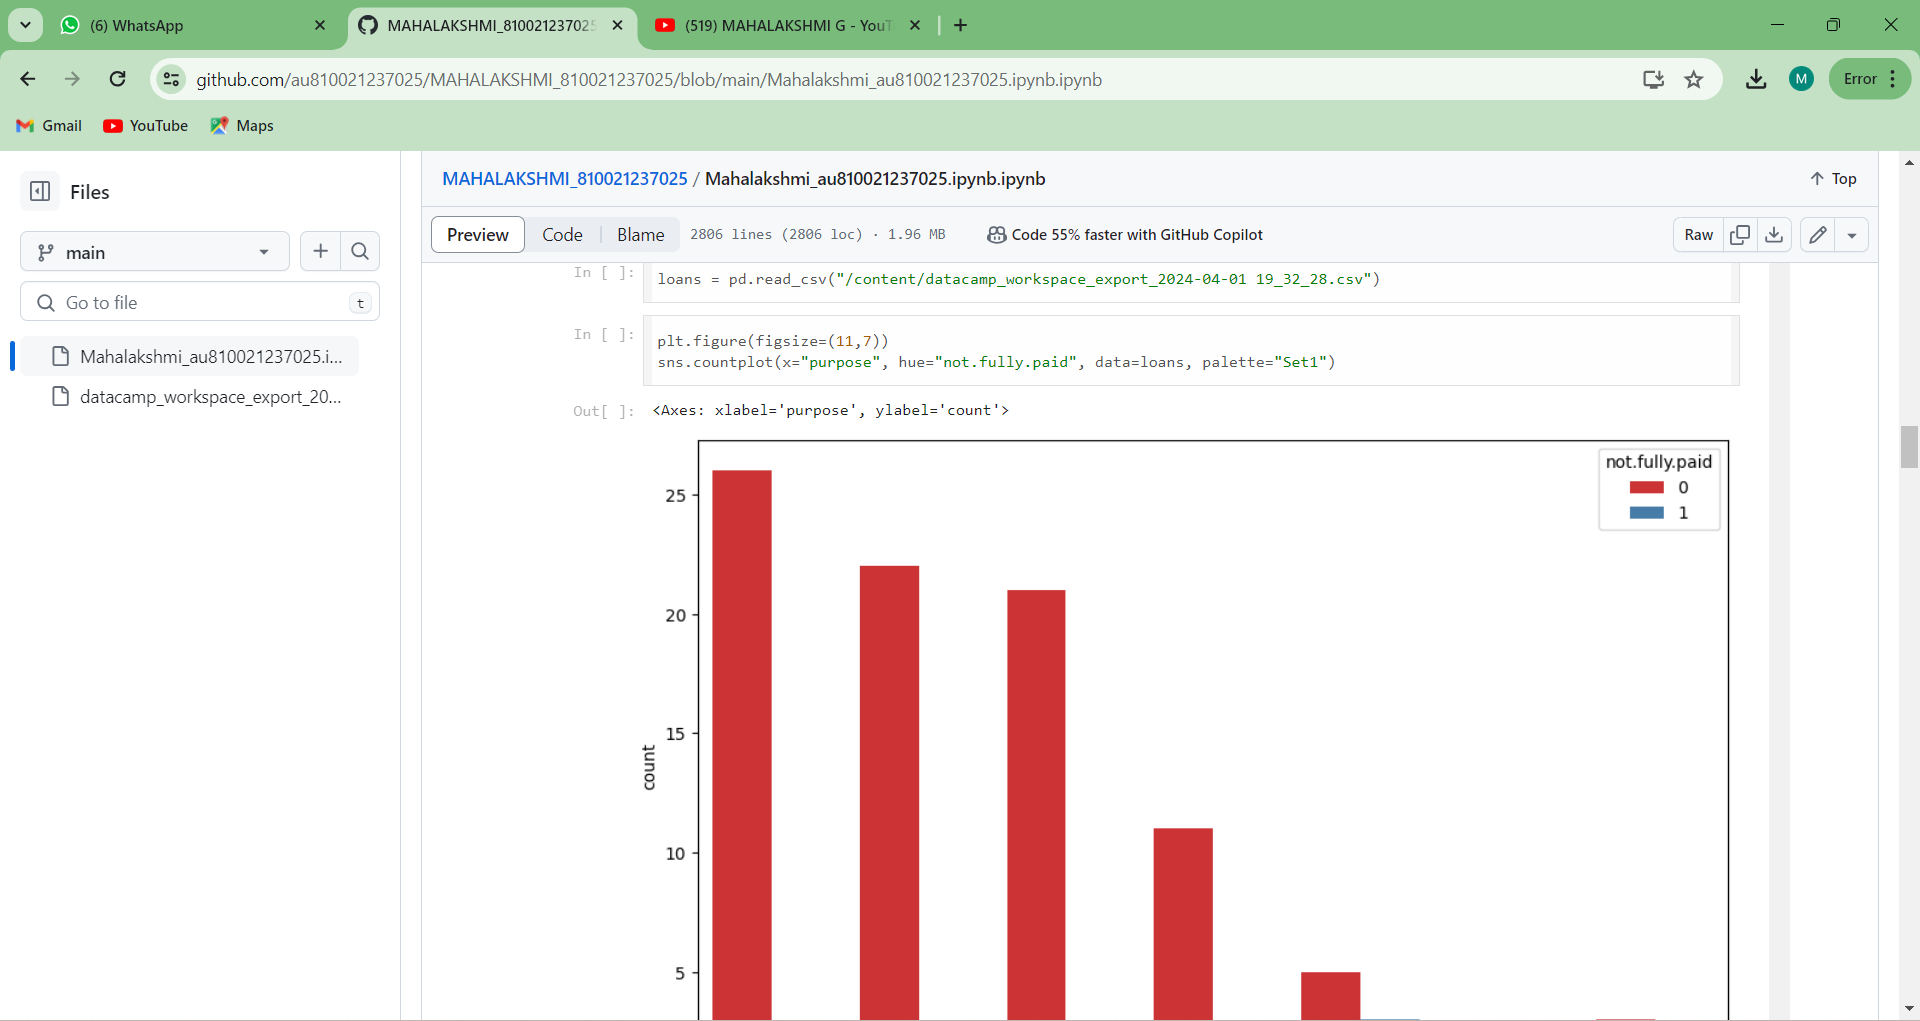 (6) WhatsApp
MAHALAKSHMI_810021237025
(519) MAHALAKSHMI G - YouT
github.com/au810021237025/MAHALAKSHMI_810021237025/blob/main/Mahalakshmi_au810021237025.ipynb.ipynb
M
Error
Gmail
YouTube
Maps
Files
MAHALAKSHMI_810021237025 / Mahalakshmi_au810021237025.ipynb.ipynb
Top
main
Preview
Code
Blame
2806 lines (2806 loc) · 1.96 MB
Code 55% faster with GitHub Copilot
Raw
Go to file
t
Mahalakshmi_au810021237025.i...
datacamp_workspace_export_20...
In [ ]:
loans = pd.read_csv("/content/datacamp_workspace_export_2024-04-01 19_32_28.csv")
In [ ]:
plt.figure(figsize=(11,7))
sns.countplot(x="purpose", hue="not.fully.paid", data=loans, palette="Set1")
Out[ ]:
<Axes: xlabel='purpose', ylabel='count'>
not.fully.paid
0
1
25
20
15
10
5
count